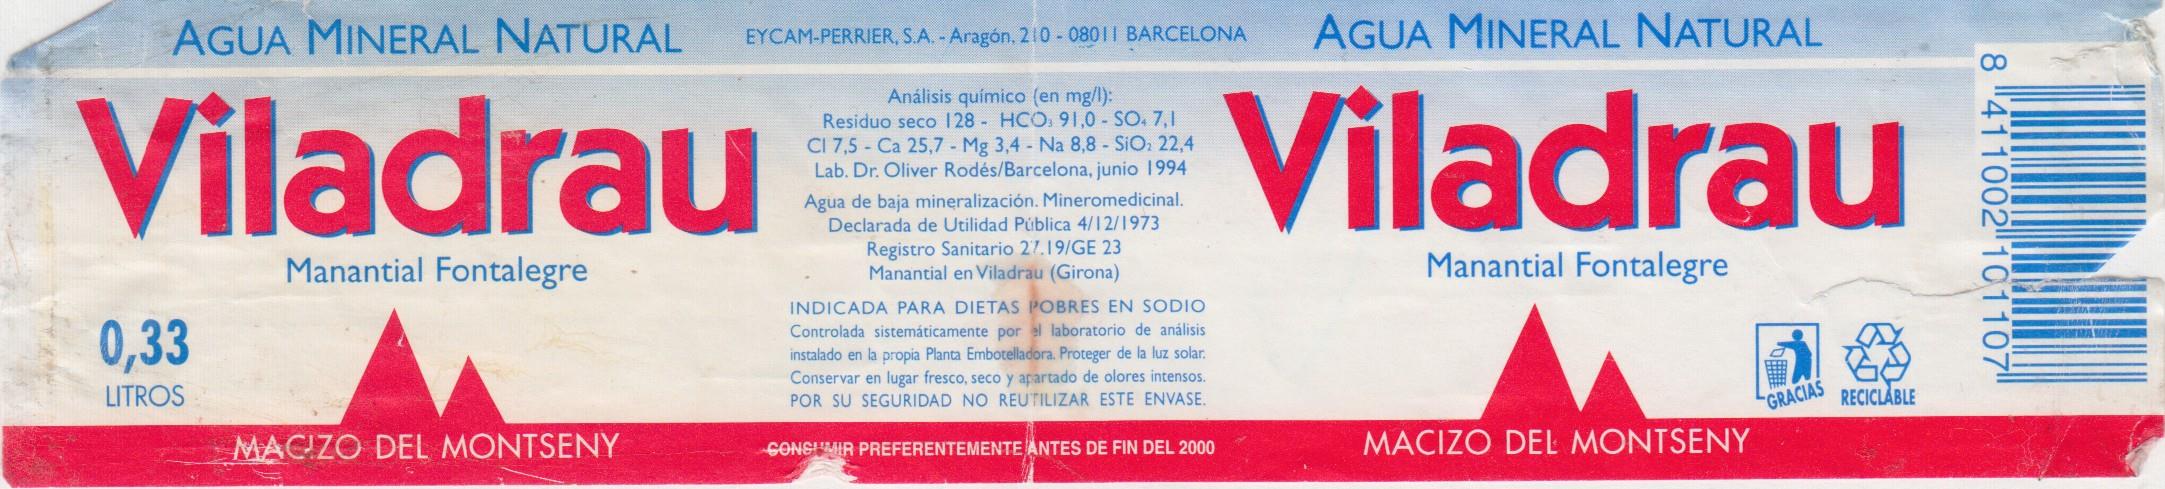 AGUA MINERAL NATURAL
Viladrau
Manantial Fontalegre
0,33
LITROS
MACIZO DEL MONTSENY
EYCAM-PERRIER, S.A. - Aragón, 210 - 08011 BARCELONA
Análisis químico (en mg/l):
Residuo seco 128 - HCO₃ 91,0 - SO₄ 7,1
Cl 7,5 - Ca 25,7 - Mg 3,4 - Na 8,8 - SiO₂ 22,4
Lab. Dr. Oliver Rodés/Barcelona, junio 1994
Agua de baja mineralización. Mineromedicinal.
Declarada de Utilidad Pública 4/12/1973
Registro Sanitario 27.19/GE 23
Manantial en Viladrau (Girona)
INDICADA PARA DIETAS POBRES EN SODIO
Controlada sistemáticamente por el laboratorio de análisis
instalado en la propia Planta Embotelladora. Proteger de la luz solar.
Conservar en lugar fresco, seco y apartado de olores intensos.
POR SU SEGURIDAD NO REUTILIZAR ESTE ENVASE.
CONSUMIR PREFERENTEMENTE ANTES DE FIN DEL 2000
AGUA MINERAL NATURAL
Viladrau
Manantial Fontalegre
MACIZO DEL MONTSENY
GRACIAS
RECICLABLE
8 411002 101107